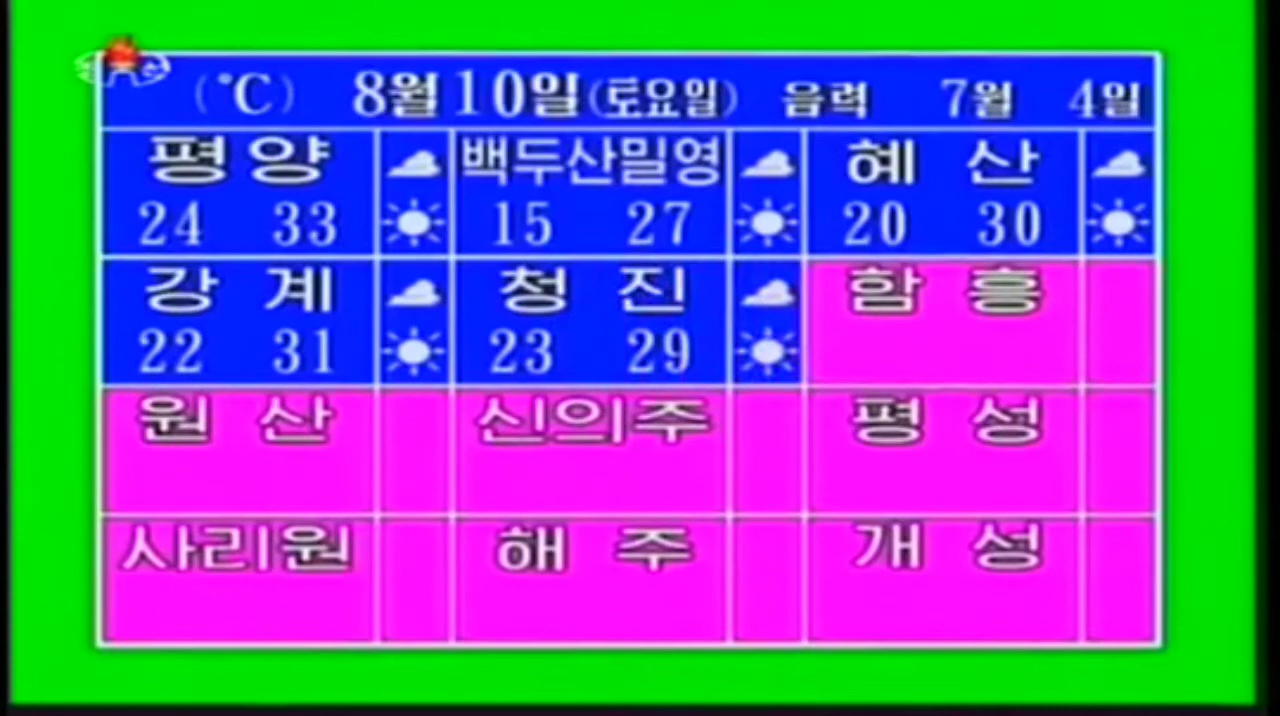 (℃) 8월 10일(토요일) 음력 7월 4일
평양 백두산밀영 혜산
24 33 15 27 20 30
강계 청진 함흥
22 31 23 29
원산 신의주 평성
사리원 해주 개성